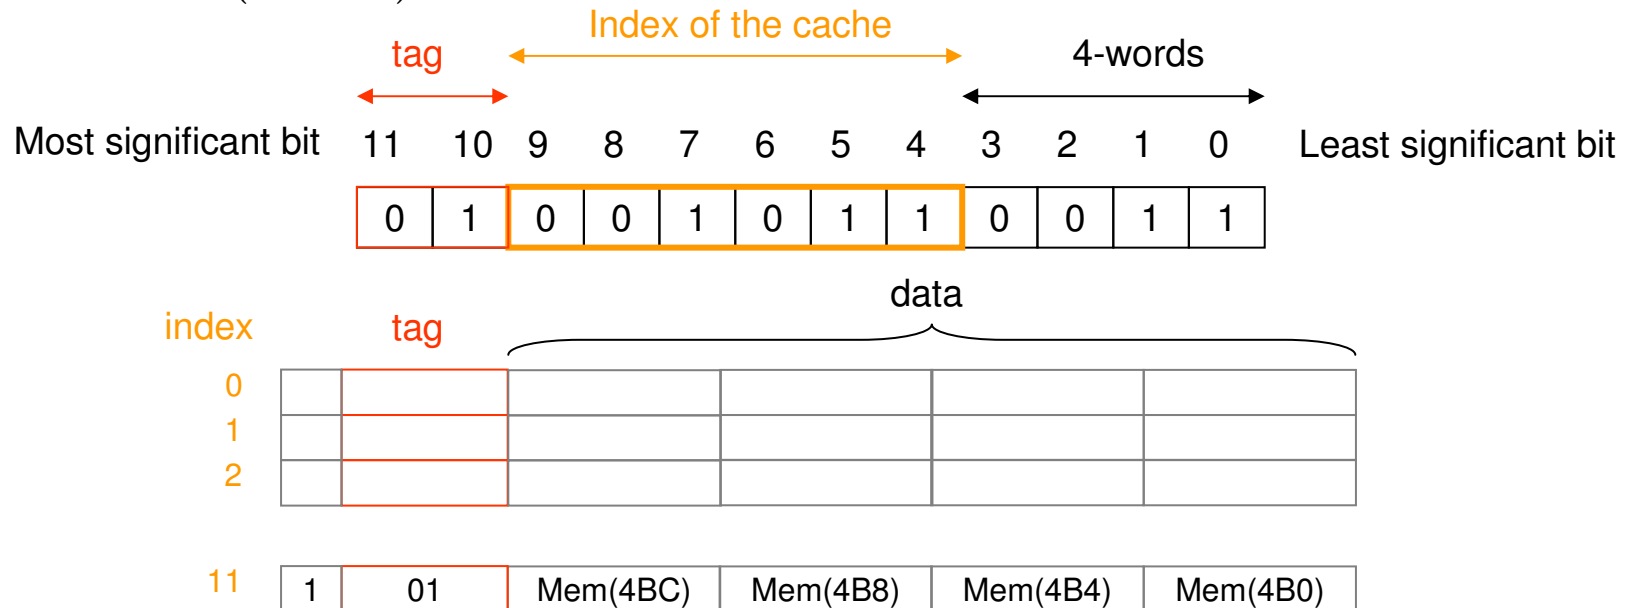 Index of the cache
tag
4-words
Most significant bit 11 10 9 8 7 6 5 4 3 2 1 0 Least significant bit
0 1 0 0 1 0 1 1 0 0 1 1
data
index tag
0
1
2
11 1 01 Mem(4BC) Mem(4B8) Mem(4B4) Mem(4B0)